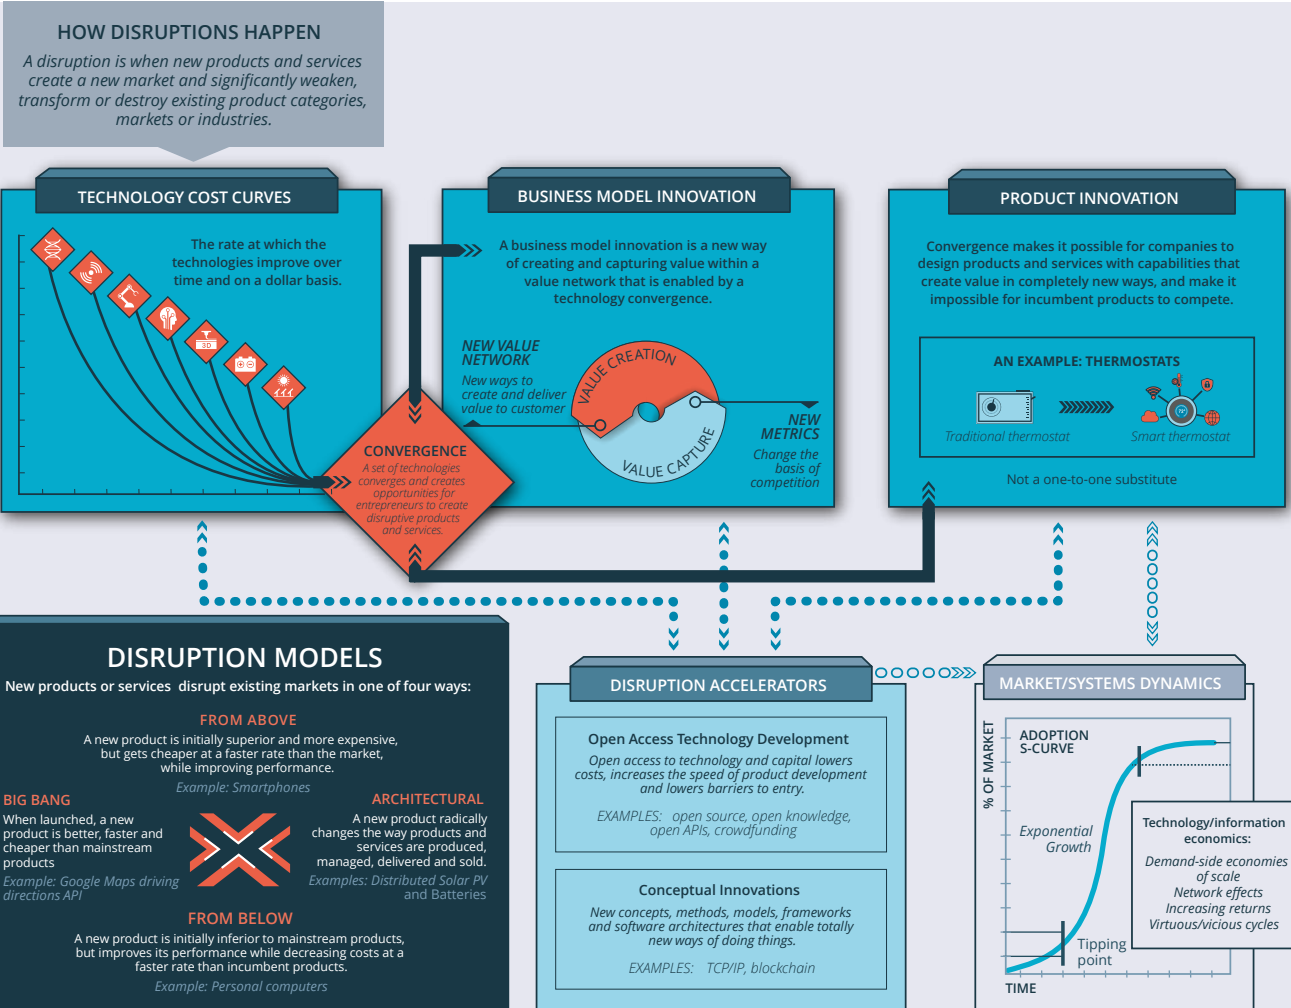 HOW DISRUPTIONS HAPPEN
A disruption is when new products and services
create a new market and significantly weaken,
transform or destroy existing product categories,
markets or industries.
TECHNOLOGY COST CURVES
The rate at which the
technologies improve over
time and on a dollar basis.
3D
CONVERGENCE
A set of technologies
converges and creates
opportunities for
entrepreneurs to create
disruptive products
and services.
BUSINESS MODEL INNOVATION
A business model innovation is a new way
of creating and capturing value within a
value network that is enabled by a
technology convergence.
NEW VALUE
NETWORK
New ways to
create and deliver
value to customer
VALUE CREATION
VALUE CAPTURE
NEW
METRICS
Change the
basis of
competition
PRODUCT INNOVATION
Convergence makes it possible for companies to
design products and services with capabilities that
create value in completely new ways, and make it
impossible for incumbent products to compete.
AN EXAMPLE: THERMOSTATS
Traditional thermostat
Smart thermostat
Not a one-to-one substitute
DISRUPTION MODELS
New products or services disrupt existing markets in one of four ways:
FROM ABOVE
A new product is initially superior and more expensive,
but gets cheaper at a faster rate than the market,
while improving performance.
Example: Smartphones
BIG BANG
When launched, a new
product is better, faster and
cheaper than mainstream
products
Example: Google Maps driving
directions API
ARCHITECTURAL
A new product radically
changes the way products and
services are produced,
managed, delivered and sold.
Examples: Distributed Solar PV
and Batteries
FROM BELOW
A new product is initially inferior to mainstream products,
but improves its performance while decreasing costs at a
faster rate than incumbent products.
Example: Personal computers
DISRUPTION ACCELERATORS
Open Access Technology Development
Open access to technology and capital lowers
costs, increases the speed of product development
and lowers barriers to entry.
EXAMPLES: open source, open knowledge,
open APIs, crowdfunding
Conceptual Innovations
New concepts, methods, models, frameworks
and software architectures that enable totally
new ways of doing things.
EXAMPLES: TCP/IP, blockchain
MARKET/SYSTEMS DYNAMICS
% OF MARKET
ADOPTION
S-CURVE
Exponential
Growth
Tipping
point
TIME
Technology/information
economics:
Demand-side economies
of scale
Network effects
Increasing returns
Virtuous/vicious cycles